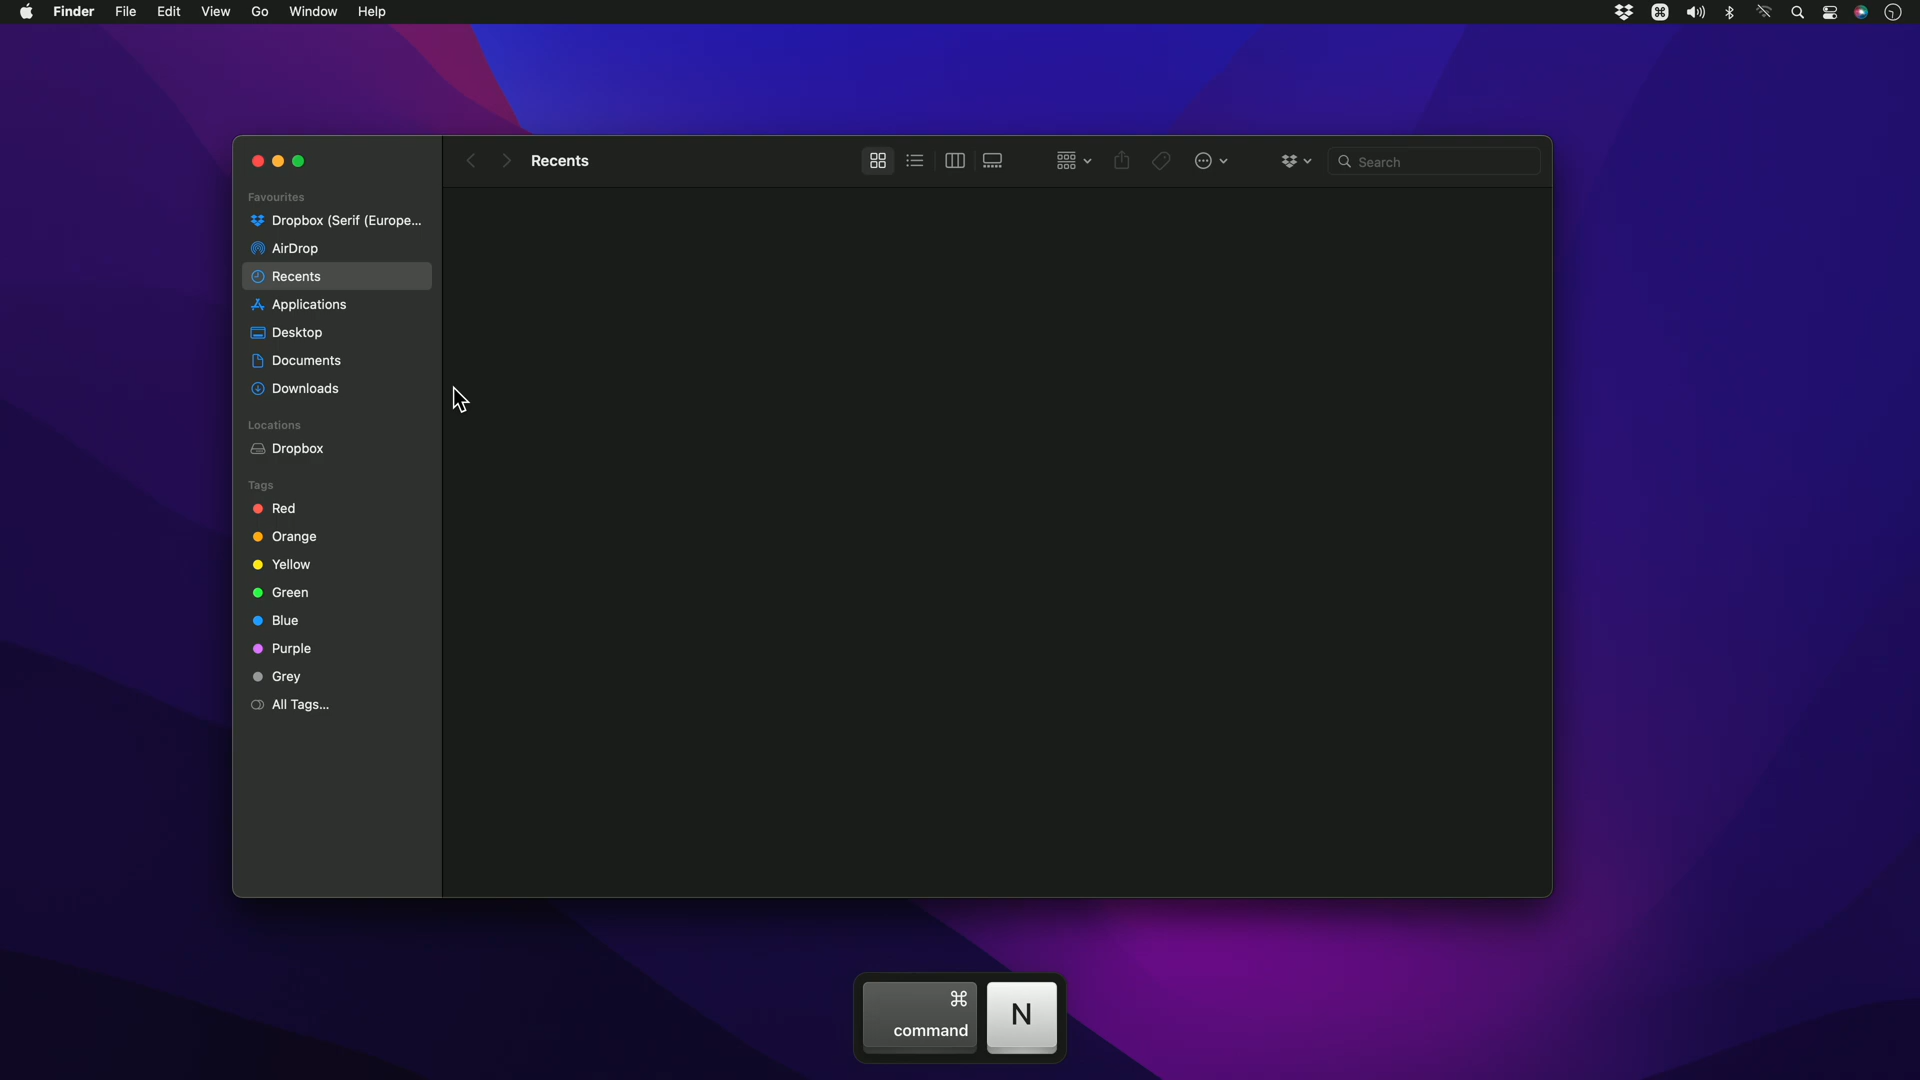 Finder File Edit View Go Window Help
Recents
Search
Favourites
Dropbox (Serif (Europe...
AirDrop
Recents
Applications
Desktop
Documents
Downloads
Locations
Dropbox
Tags
Red
Orange
Yellow
Green
Blue
Purple
Grey
All Tags...
⌘
command
N